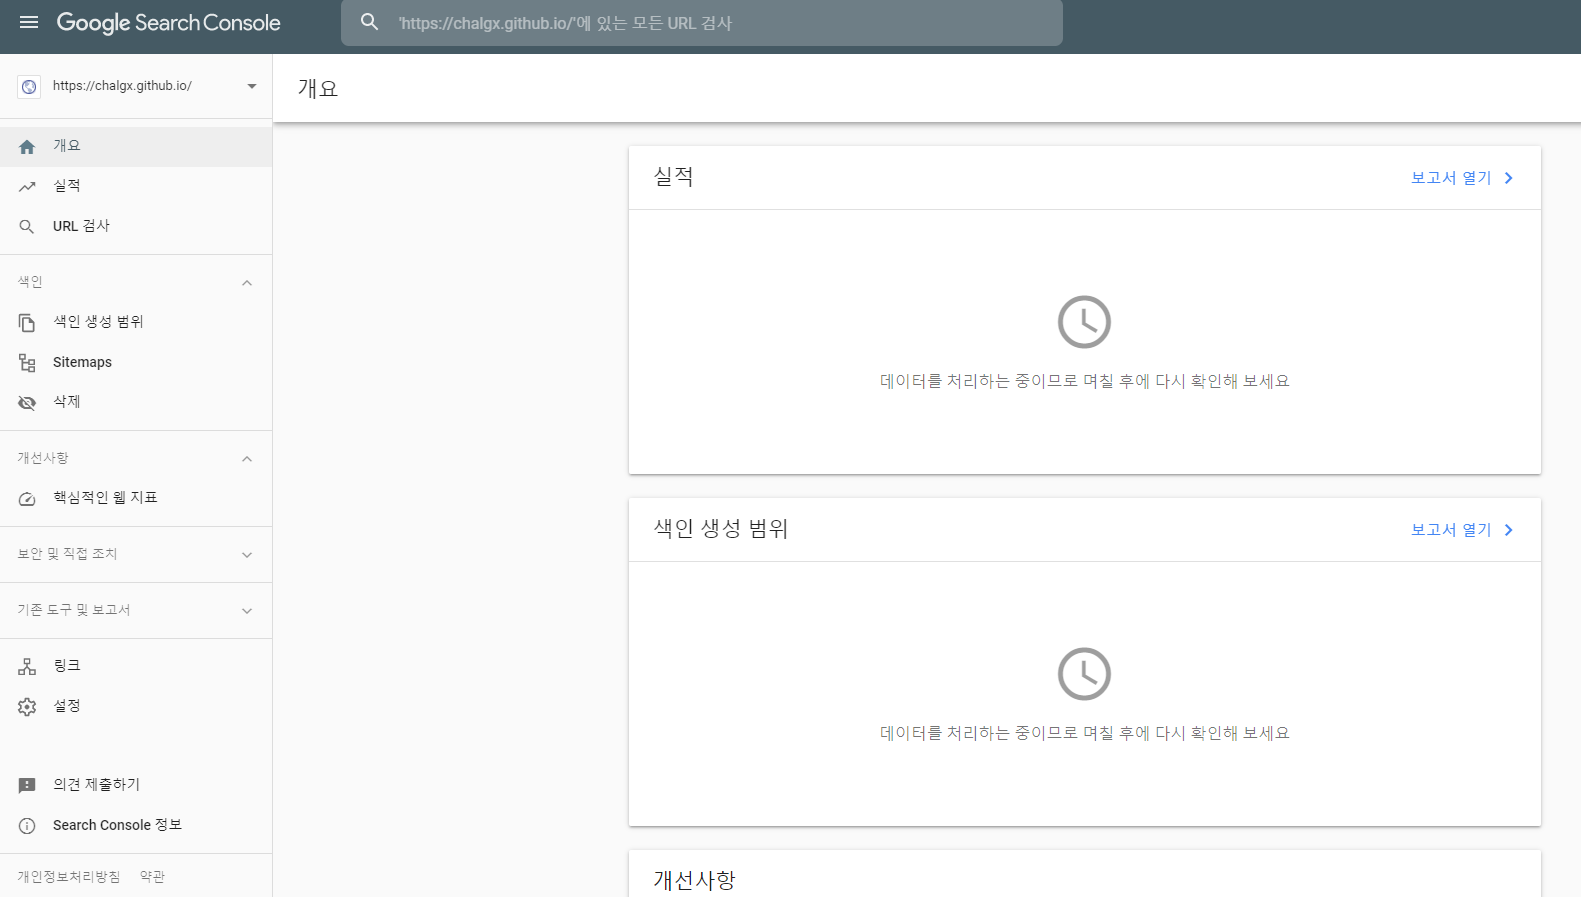 Google Search Console
'https://chalgx.github.io/'에 있는 모든 URL 검사
https://chalgx.github.io/
개요
실적
URL 검사
색인
색인 생성 범위
Sitemaps
삭제
개선사항
핵심적인 웹 지표
보안 및 직접 조치
기존 도구 및 보고서
링크
설정
의견 제출하기
Search Console 정보
개인정보처리방침 약관
개요
실적
보고서 열기
데이터를 처리하는 중이므로 며칠 후에 다시 확인해 보세요
색인 생성 범위
보고서 열기
데이터를 처리하는 중이므로 며칠 후에 다시 확인해 보세요
개선사항